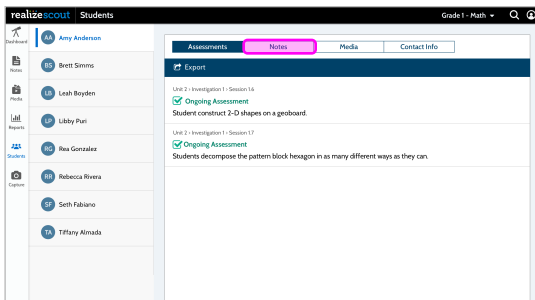 realizescout Students
Grade 1 - Math
Dashboard
Notes
Media
Reports
Students
Capture
AA Amy Anderson
BS Brett Simms
LB Leah Boyden
LP Libby Puri
RG Rea Gonzalez
RR Rebecca Rivera
SF Seth Fabiano
TA Tiffany Almada
Assessments Notes Media Contact Info
Export
Unit 2 › Investigation 1 › Session 1.6
Ongoing Assessment
Student construct 2-D shapes on a geoboard.
Unit 2 › Investigation 1 › Session 1.7
Ongoing Assessment
Students decompose the pattern block hexagon in as many different ways as they can.